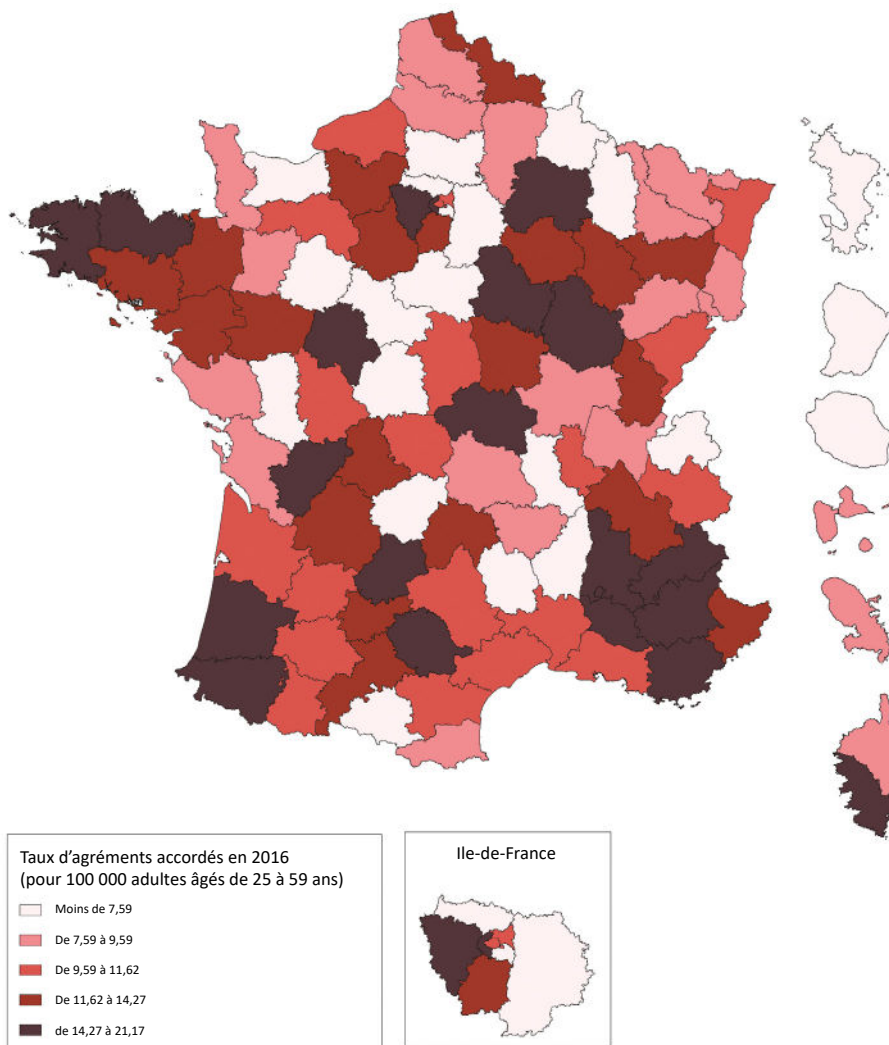 Taux d'agréments accordés en 2016
(pour 100 000 adultes âgés de 25 à 59 ans)
Moins de 7,59
De 7,59 à 9,59
De 9,59 à 11,62
De 11,62 à 14,27
de 14,27 à 21,17
Ile-de-France